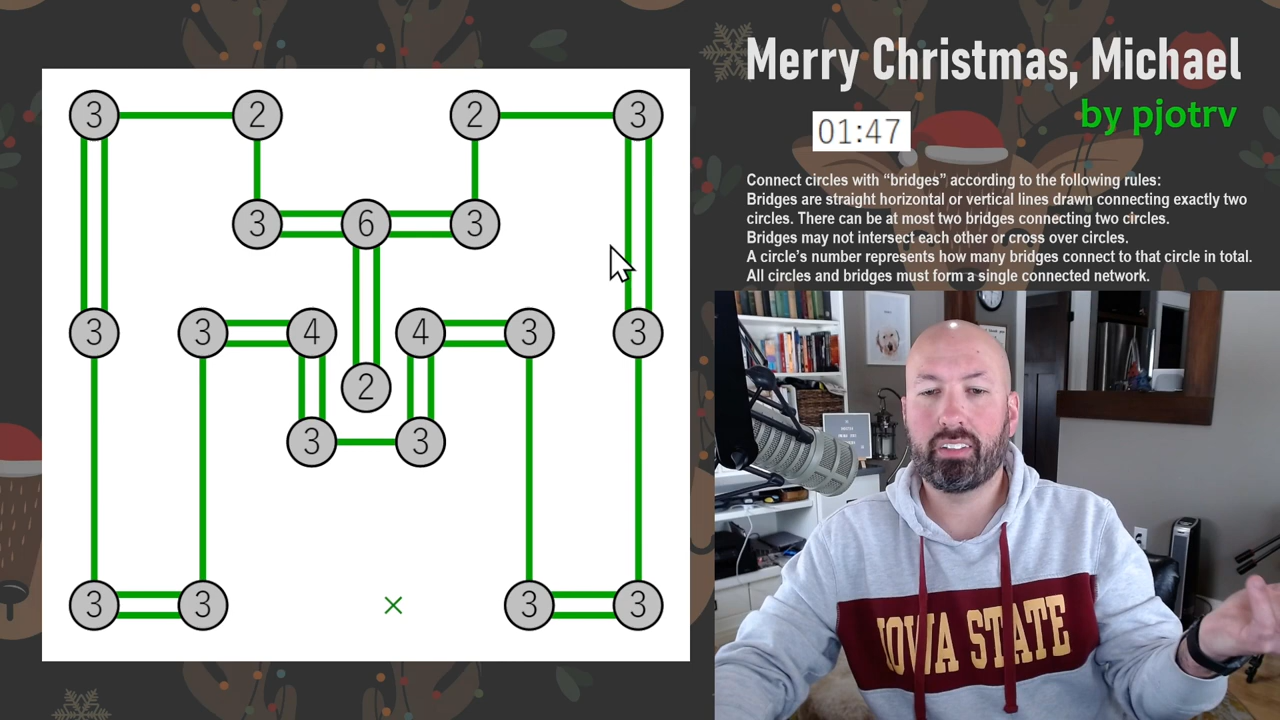 Merry Christmas, Michael
by pjotrv
01:47
Connect circles with “bridges” according to the following rules:
Bridges are straight horizontal or vertical lines drawn connecting exactly two
circles. There can be at most two bridges connecting two circles.
Bridges may not intersect each other or cross over circles.
A circle’s number represents how many bridges connect to that circle in total.
All circles and bridges must form a single connected network.
3 2 2 3
3 6 3
3 3 4 4 3 3
2
3 3
3 3 3 3
IOWA STATE